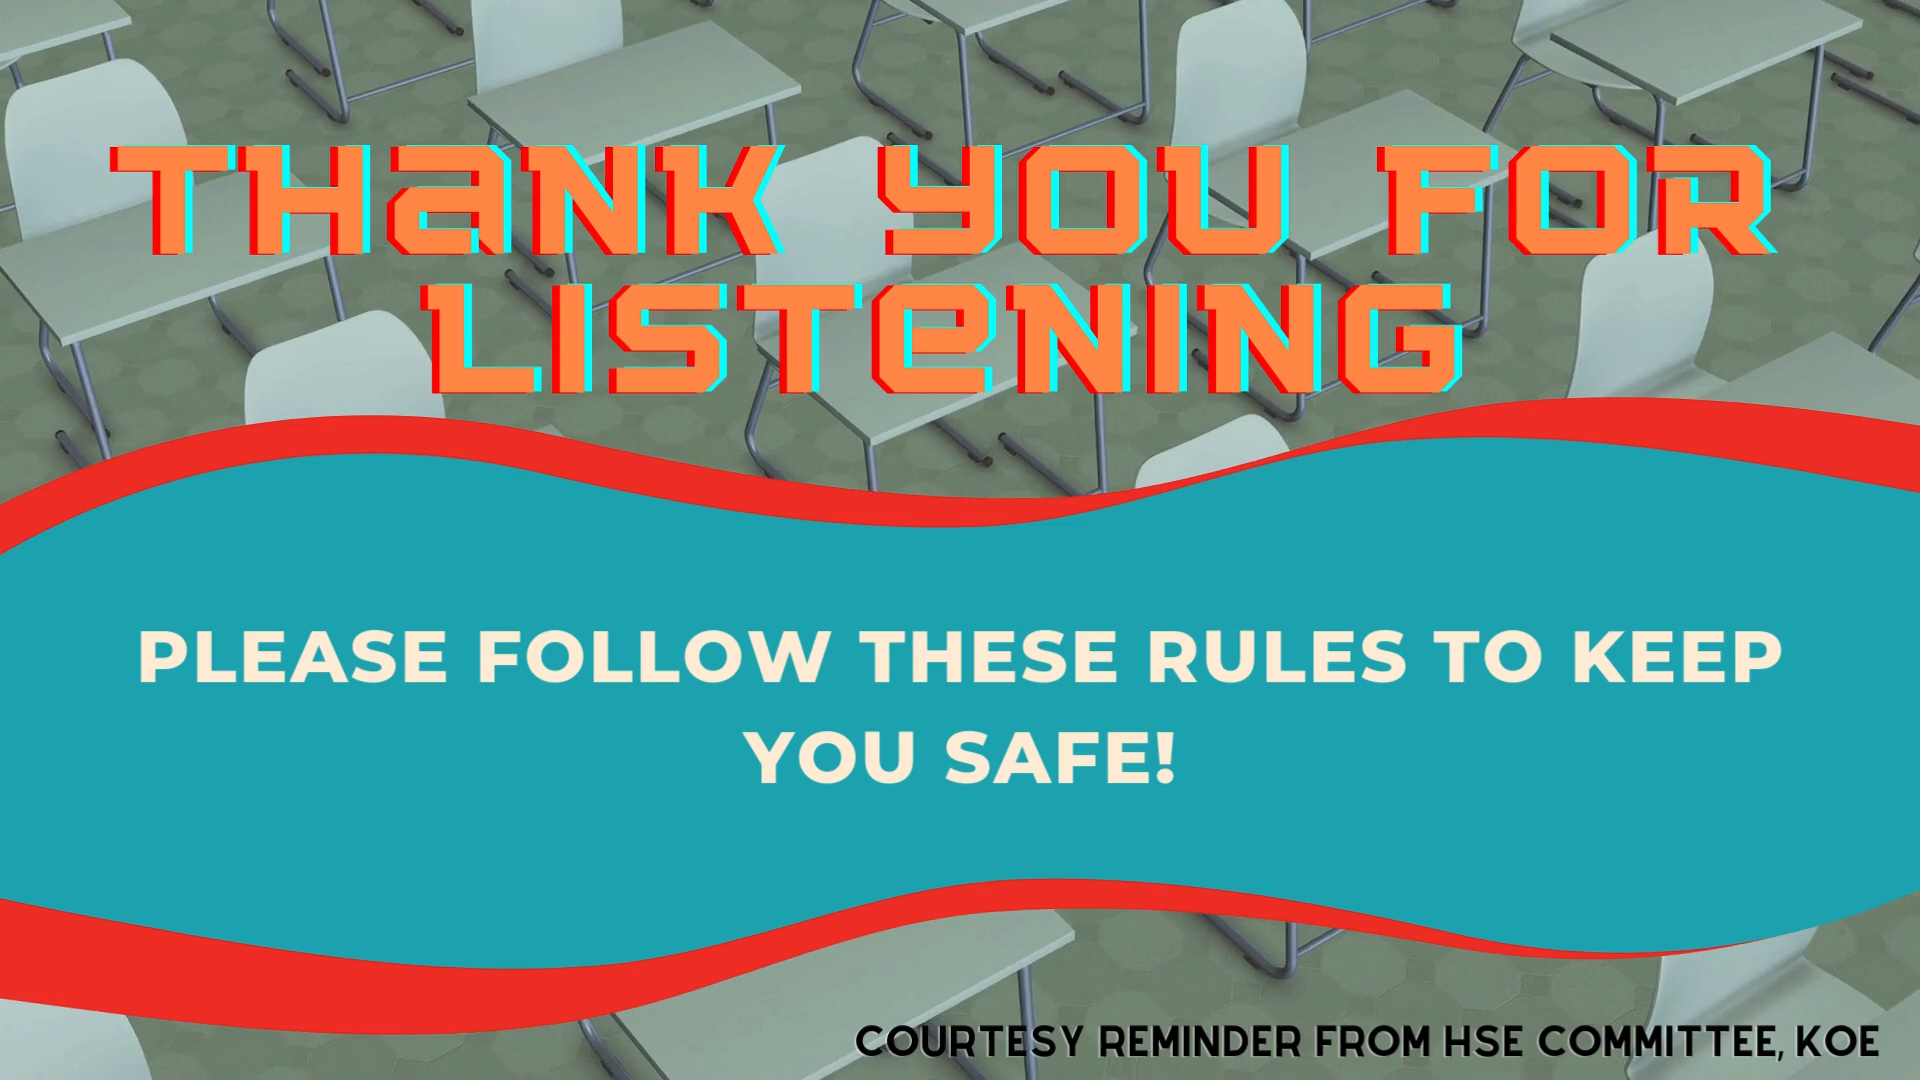 THANK YOU FOR
LISTENING
PLEASE FOLLOW THESE RULES TO KEEP
YOU SAFE!
COURTESY REMINDER FROM HSE COMMITTEE, KOE